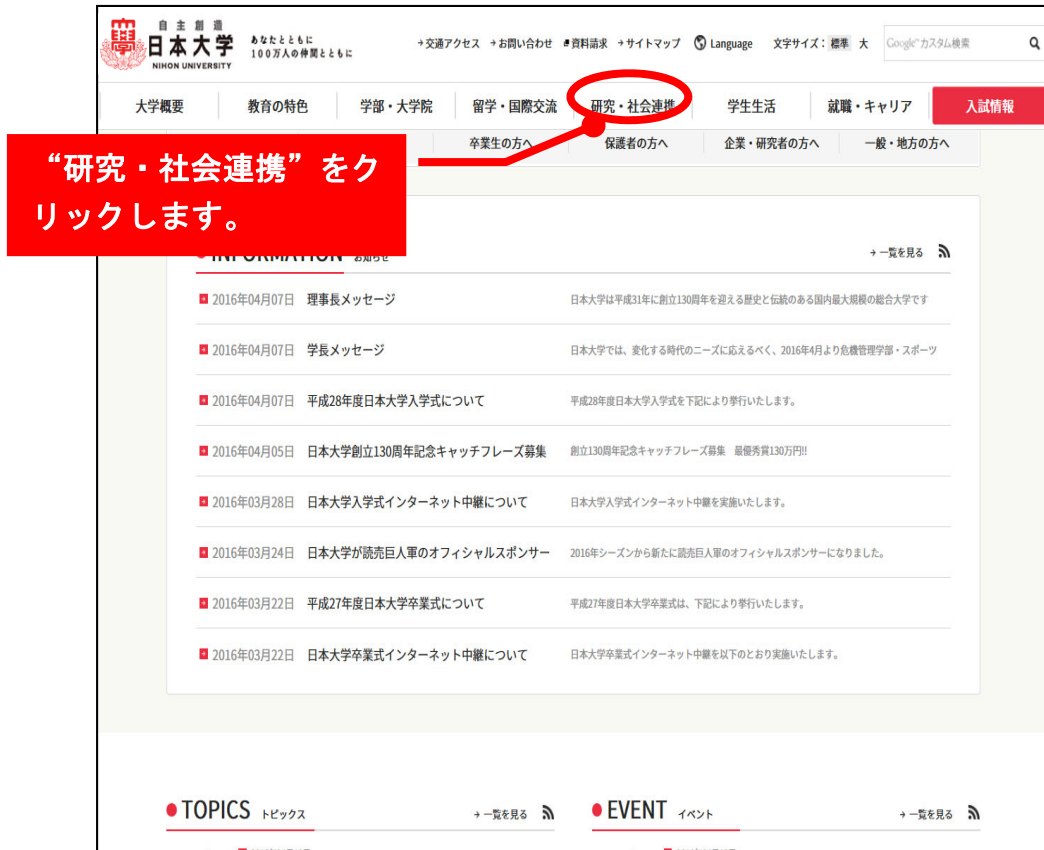 自主創造
日本大学
NIHON UNIVERSITY
あなたとともに
100万人の仲間とともに
交通アクセス お問い合わせ 資料請求 サイトマップ Language 文字サイズ: 標準 大 Google カスタム検索
大学概要 教育の特色 学部・大学院 留学・国際交流 研究・社会連携 学生生活 就職・キャリア 入試情報
卒業生の方へ 保護者の方へ 企業・研究者の方へ 一般・地方の方へ
“研究・社会連携”をク
リックします。
INFORMATION お知らせ → 一覧を見る
2016年04月07日 理事長メッセージ 日本大学は平成31年に創立130周年を迎える歴史と伝統のある国内最大規模の総合大学です
2016年04月07日 学長メッセージ 日本大学では、変化する時代のニーズに応えるべく、2016年4月より危機管理学部・スポーツ
2016年04月07日 平成28年度日本大学入学式について 平成28年度日本大学入学式を下記により挙行いたします。
2016年04月05日 日本大学創立130周年記念キャッチフレーズ募集 創立130周年記念キャッチフレーズ募集 最優秀賞130万円!!
2016年03月28日 日本大学入学式インターネット中継について 日本大学入学式インターネット中継を実施いたします。
2016年03月24日 日本大学が読売巨人軍のオフィシャルスポンサー 2016年シーズンから新たに読売巨人軍のオフィシャルスポンサーになりました。
2016年03月22日 平成27年度日本大学卒業式について 平成27年度日本大学卒業式は、下記により挙行いたします。
2016年03月22日 日本大学卒業式インターネット中継について 日本大学卒業式インターネット中継を以下のとおり実施いたします。
TOPICS トピックス → 一覧を見る EVENT イベント → 一覧を見る